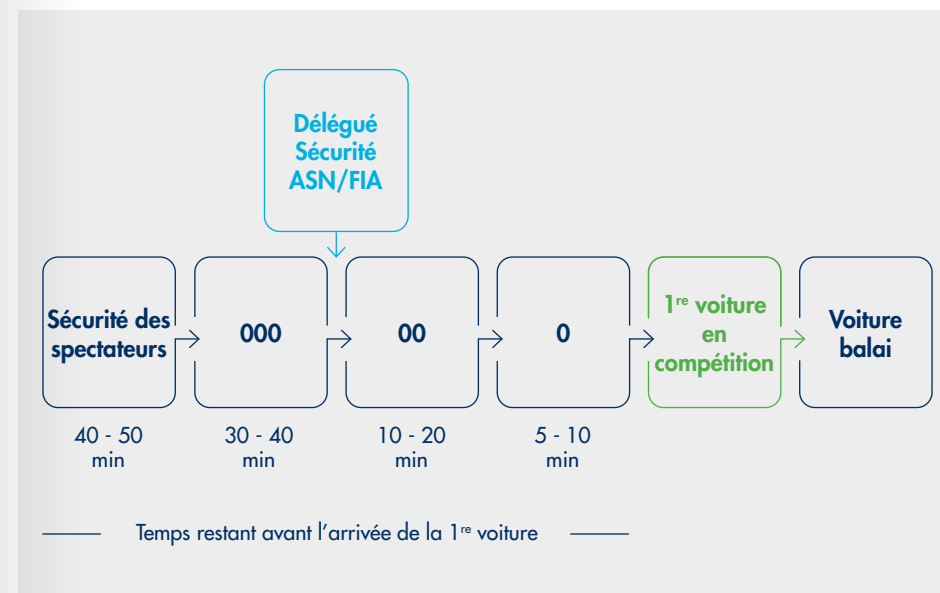 Délégué
Sécurité
ASN/FIA
Sécurité des
spectateurs
000
00
0
1re voiture
en
compétition
Voiture
balai
40 - 50
min
30 - 40
min
10 - 20
min
5 - 10
min
Temps restant avant l'arrivée de la 1re voiture